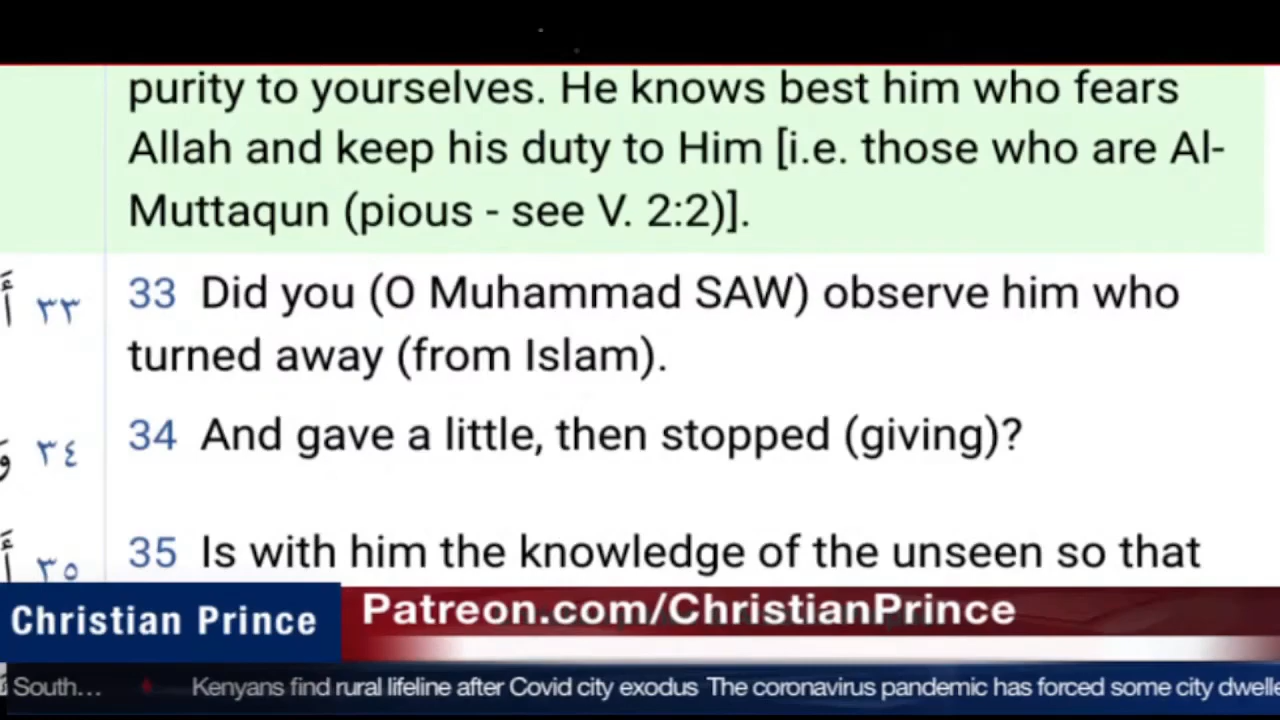 purity to yourselves. He knows best him who fears
Allah and keep his duty to Him [i.e. those who are Al-
Muttaqun (pious - see V. 2:2)].
٣٣ 33 Did you (O Muhammad SAW) observe him who
turned away (from Islam).
٣٤ 34 And gave a little, then stopped (giving)?
٣٥ 35 Is with him the knowledge of the unseen so that
Christian Prince
Patreon.com/ChristianPrince
South... Kenyans find rural lifeline after Covid city exodus The coronavirus pandemic has forced some city